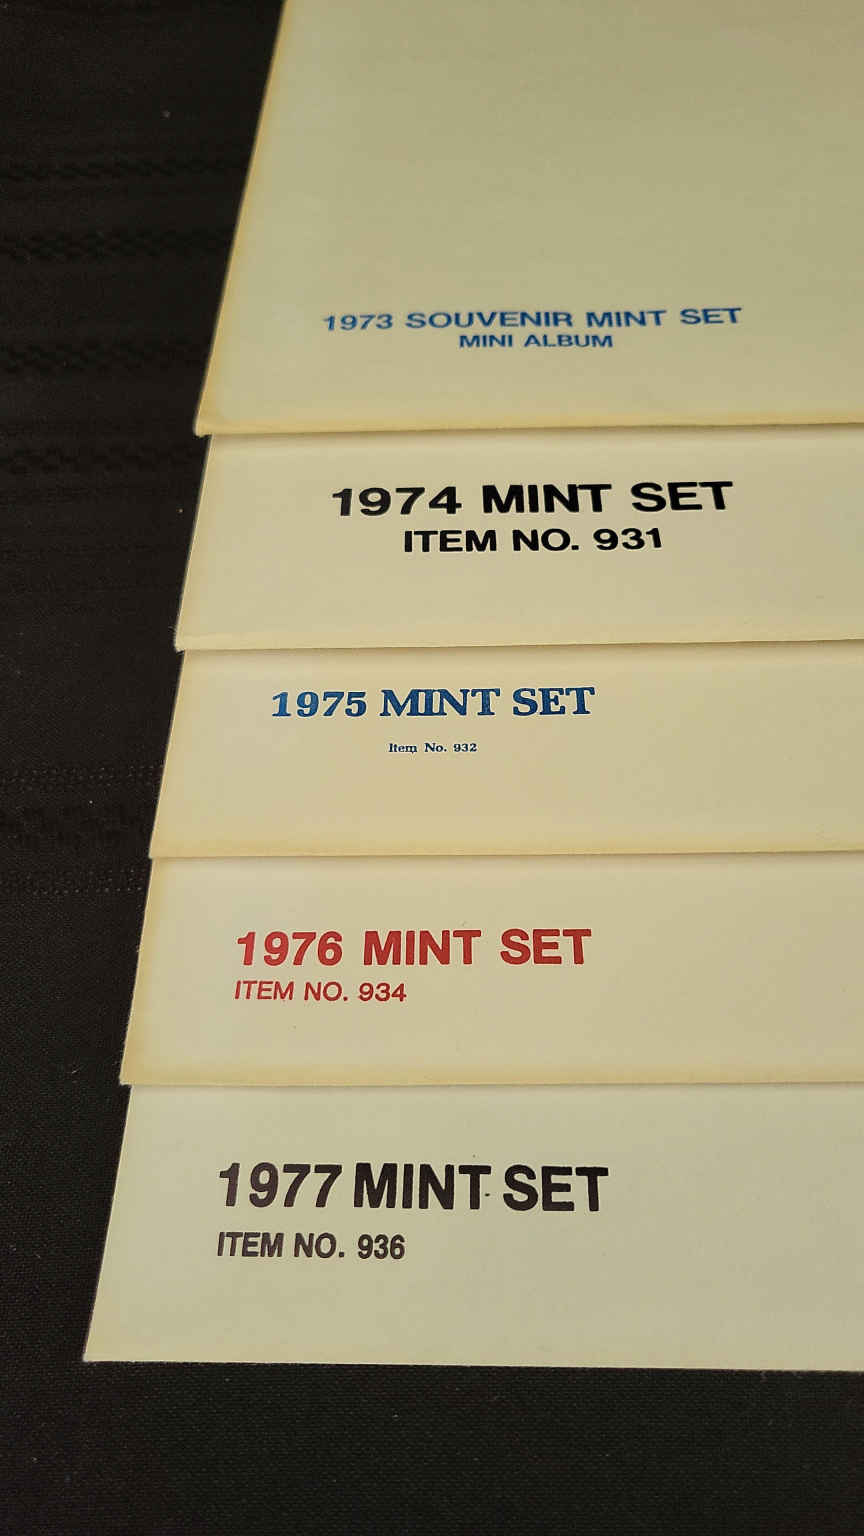 1973 SOUVENIR MINT SET
MINI ALBUM
1974 MINT SET
ITEM NO. 931
1975 MINT SET
Item No. 932
1976 MINT SET
ITEM NO. 934
1977 MINT SET
ITEM NO. 936